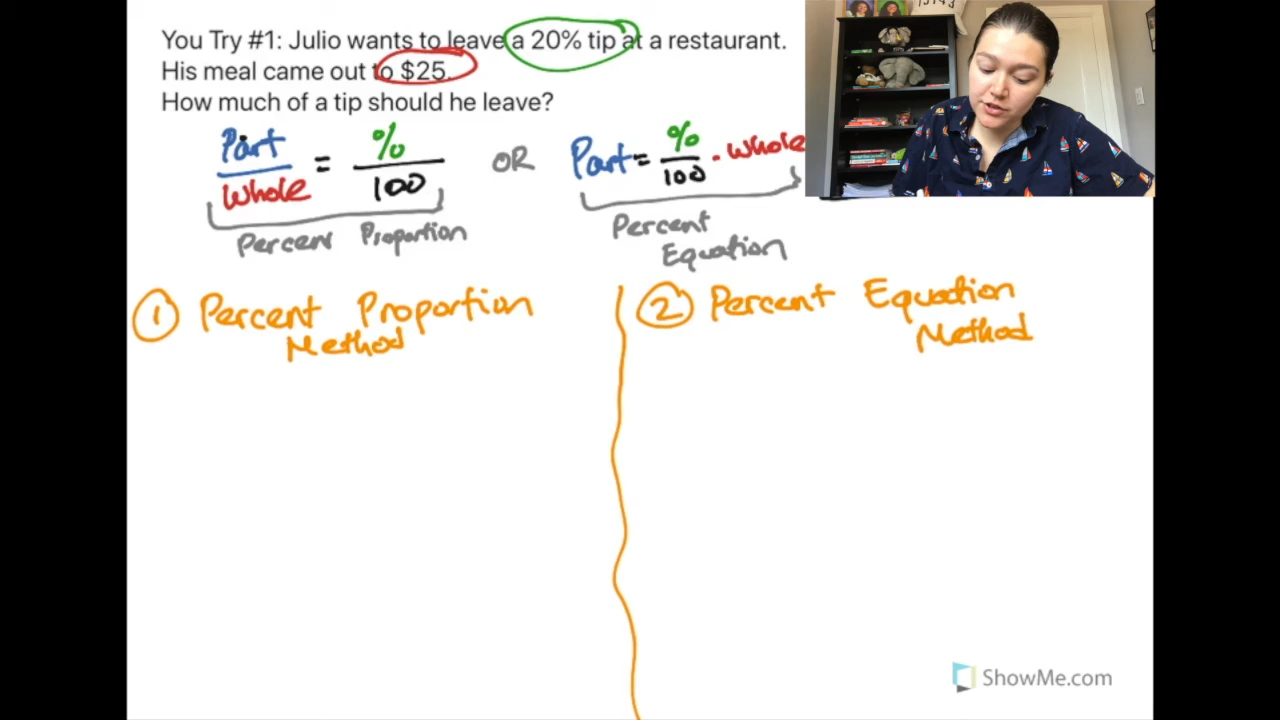 You Try #1: Julio wants to leave a 20% tip at a restaurant.
His meal came out to $25.
How much of a tip should he leave?
Part/Whole = %/100 OR Part = %/100 · Whole
Percent Proportion
Percent Equation
① Percent Proportion Method
② Percent Equation Method
ShowMe.com